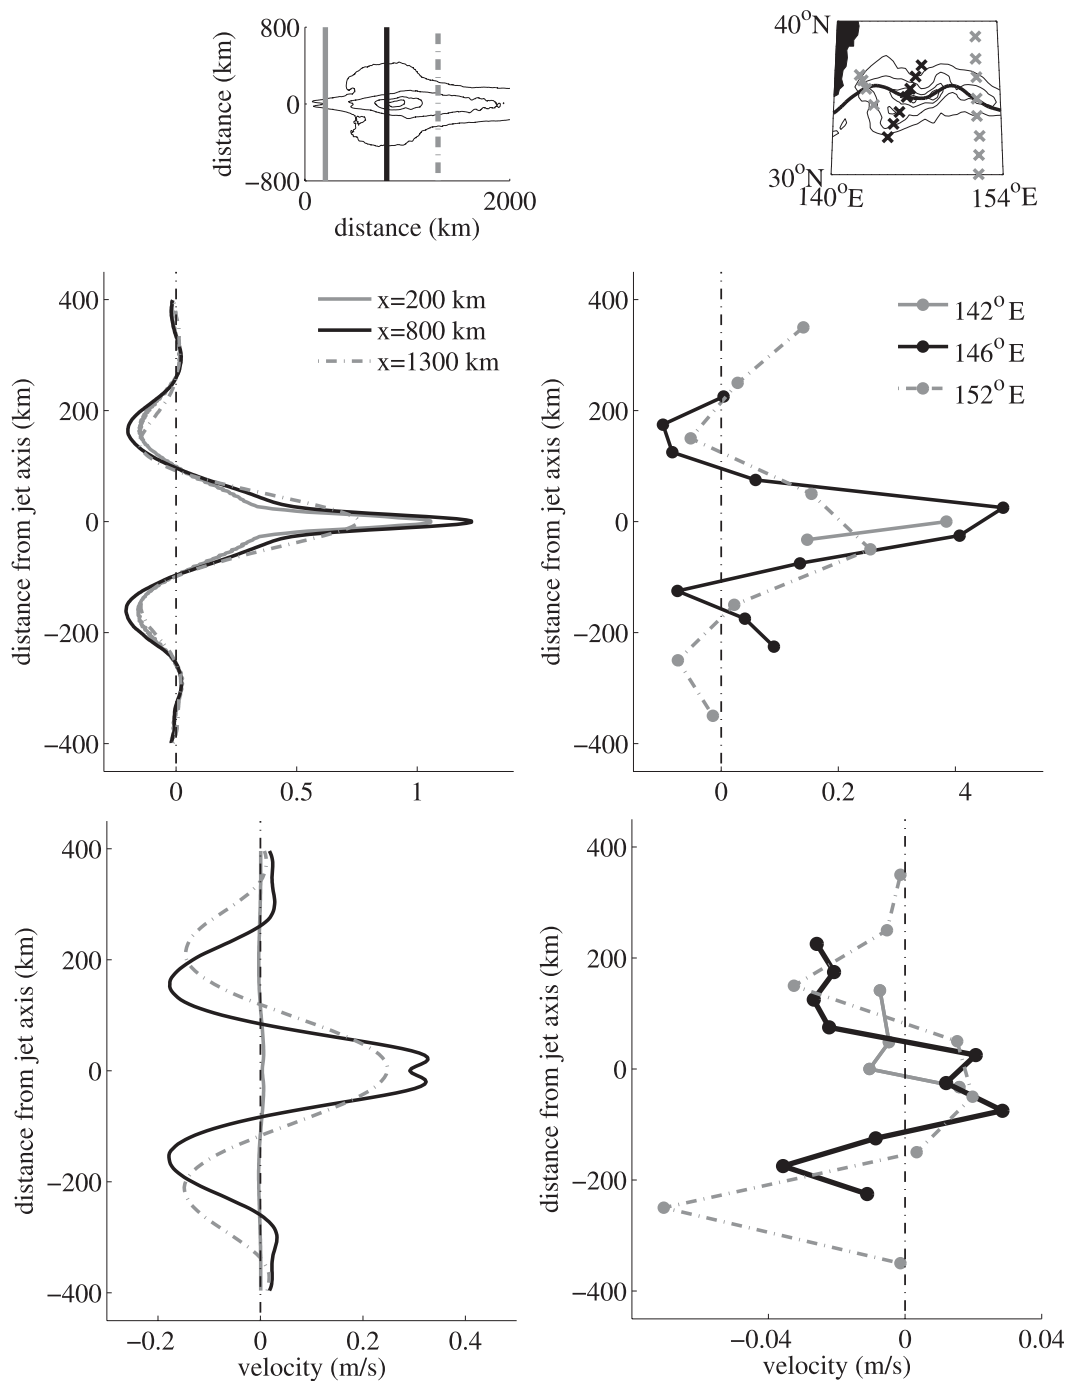 800
0
−800
distance (km)
0
2000
distance (km)
40°N
30°N
140°E
154°E
400
200
0
−200
−400
distance from jet axis (km)
x=200 km
x=800 km
x=1300 km
0
0.5
1
400
200
0
−200
−400
distance from jet axis (km)
142° E
146° E
152° E
0
0.2
4
400
200
0
−200
−400
distance from jet axis (km)
−0.2
0
0.2
0.4
velocity (m/s)
400
200
0
−200
−400
distance from jet axis (km)
−0.04
0
0.04
velocity (m/s)